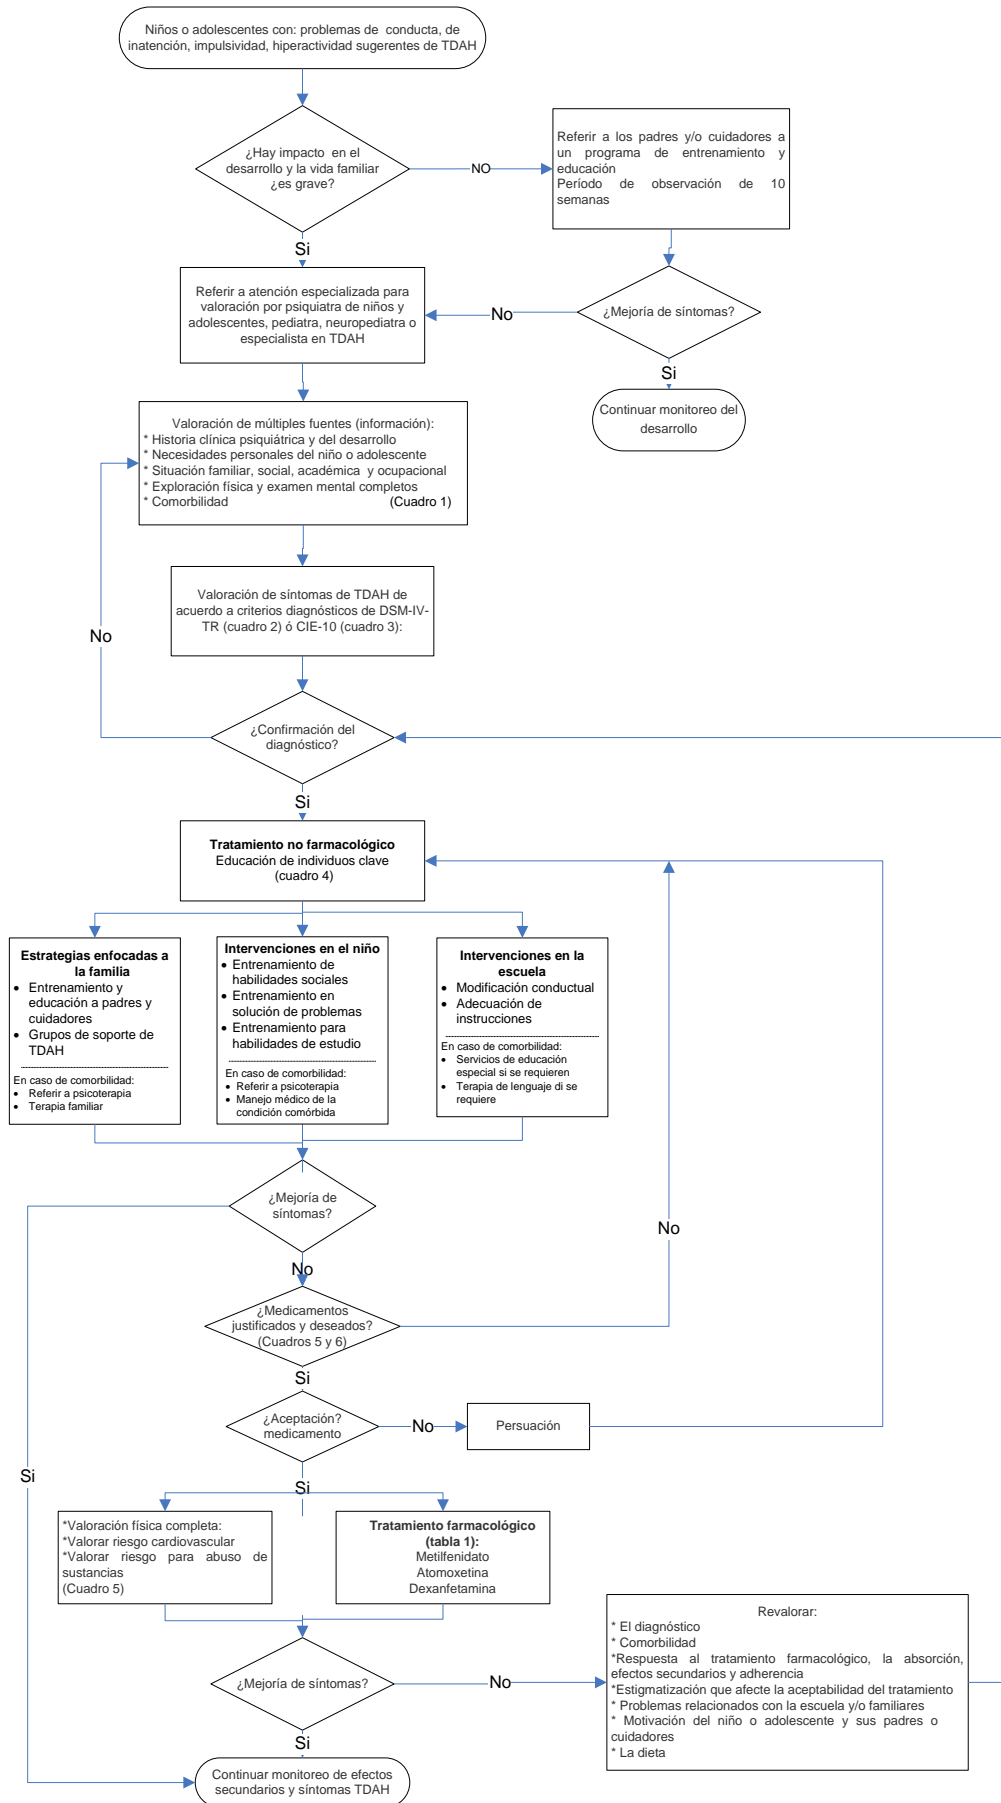 Niños o adolescentes con: problemas de conducta, de
inatención, impulsividad, hiperactividad sugerentes de TDAH
¿Hay impacto en el
desarrollo y la vida familiar
¿es grave?
NO
Referir a los padres y/o cuidadores a
un programa de entrenamiento y
educación
Período de observación de 10
semanas
Si
Referir a atención especializada para
valoración por psiquiatra de niños y
adolescentes, pediatra, neuropediatra o
especialista en TDAH
No
¿Mejoría de síntomas?
Si
Continuar monitoreo del
desarrollo
Valoración de múltiples fuentes (información):
* Historia clínica psiquiátrica y del desarrollo
* Necesidades personales del niño o adolescente
* Situación familiar, social, académica y ocupacional
* Exploración física y examen mental completos
* Comorbilidad (Cuadro 1)
Valoración de síntomas de TDAH de
acuerdo a criterios diagnósticos de DSM-IV-
TR (cuadro 2) ó CIE-10 (cuadro 3):
No
¿Confirmación del
diagnóstico?
Si
Tratamiento no farmacológico
Educación de individuos clave
(cuadro 4)
Estrategias enfocadas a
la familia
• Entrenamiento y
educación a padres y
cuidadores
• Grupos de soporte de
TDAH
En caso de comorbilidad:
• Referir a psicoterapia
• Terapia familiar
Intervenciones en el niño
• Entrenamiento de
habilidades sociales
• Entrenamiento en
solución de problemas
• Entrenamiento para
habilidades de estudio
En caso de comorbilidad:
• Referir a psicoterapia
• Manejo médico de la
condición comórbida
Intervenciones en la
escuela
• Modificación conductual
• Adecuación de
instrucciones
En caso de comorbilidad:
• Servicios de educación
especial si se requieren
• Terapia de lenguaje di se
requiere
¿Mejoría de
síntomas?
No
No
¿Medicamentos
justificados y deseados?
(Cuadros 5 y 6)
Si
¿Aceptación?
medicamento
No
Persuación
Si
Si
*Valoración física completa:
*Valorar riesgo cardiovascular
*Valorar riesgo para abuso de
sustancias
(Cuadro 5)
Tratamiento farmacológico
(tabla 1):
Metilfenidato
Atomoxetina
Dexanfetamina
¿Mejoría de síntomas?
No
Revalorar:
* El diagnóstico
* Comorbilidad
*Respuesta al tratamiento farmacológico, la absorción,
efectos secundarios y adherencia
*Estigmatización que afecte la aceptabilidad del tratamiento
* Problemas relacionados con la escuela y/o familiares
* Motivación del niño o adolescente y sus padres o
cuidadores
* La dieta
Si
Continuar monitoreo de efectos
secundarios y síntomas TDAH